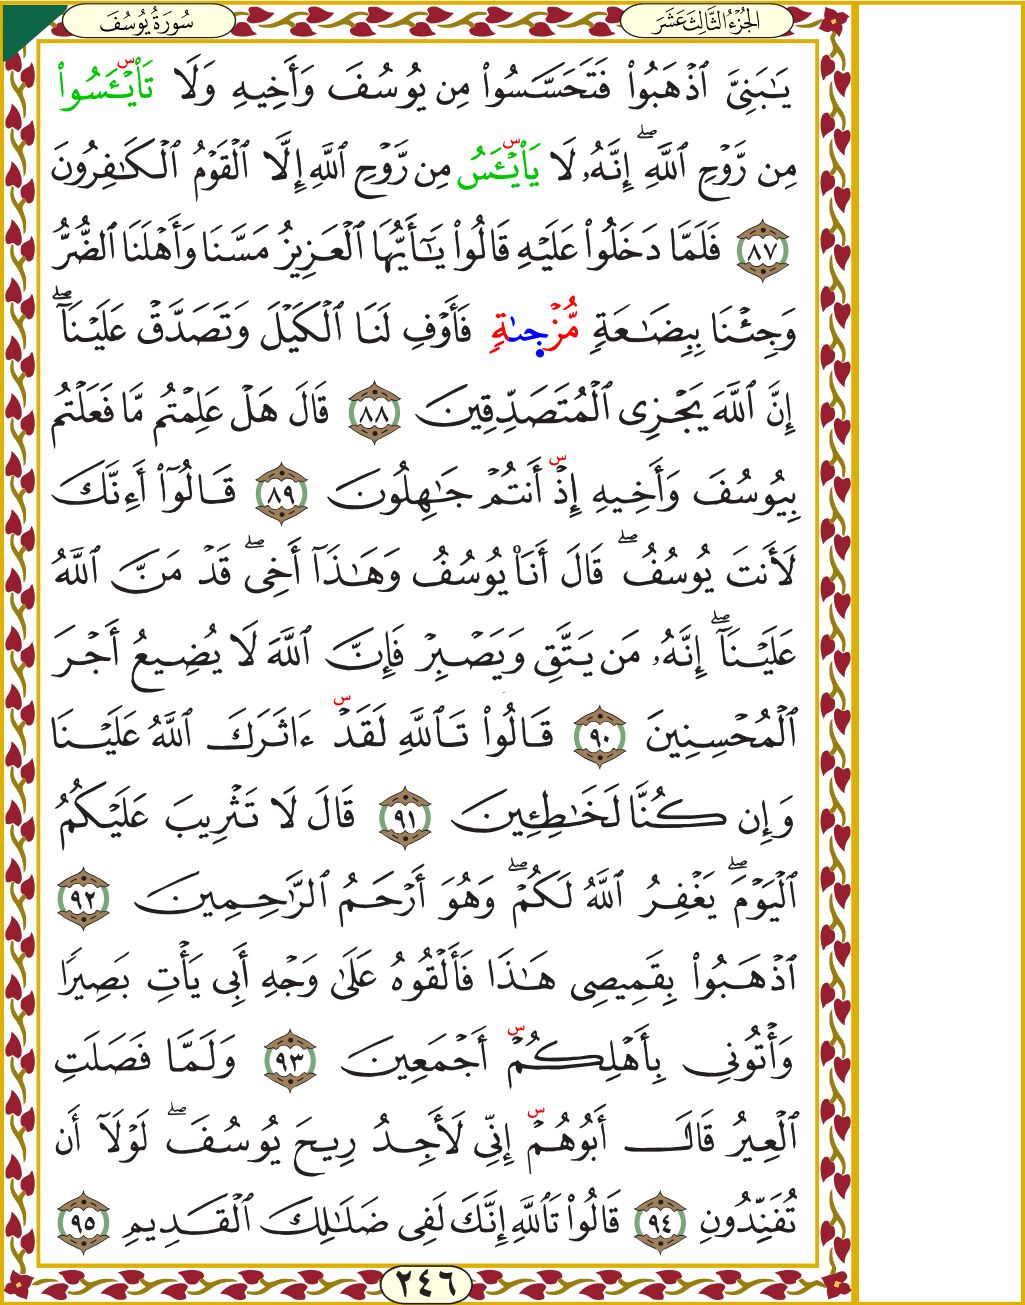 سُورَةُ يُوسُفَ
الجُزْءُ الثَّالِثَ عَشَرَ
يَٰبَنِيَّ ٱذْهَبُوا۟ فَتَحَسَّسُوا۟ مِن يُوسُفَ وَأَخِيهِ وَلَا تَا۟يْـَٔسُوا۟
مِن رَّوْحِ ٱللَّهِ ۖ إِنَّهُۥ لَا يَا۟يْـَٔسُ مِن رَّوْحِ ٱللَّهِ إِلَّا ٱلْقَوْمُ ٱلْكَٰفِرُونَ
٨٧ فَلَمَّا دَخَلُوا۟ عَلَيْهِ قَالُوا۟ يَٰٓأَيُّهَا ٱلْعَزِيزُ مَسَّنَا وَأَهْلَنَا ٱلضُّرُّ
وَجِئْنَا بِبِضَٰعَةٍ مُّزْجىٰةٍ فَأَوْفِ لَنَا ٱلْكَيْلَ وَتَصَدَّقْ عَلَيْنَآ ۖ
إِنَّ ٱللَّهَ يَجْزِى ٱلْمُتَصَدِّقِينَ ٨٨ قَالَ هَلْ عَلِمْتُم مَّا فَعَلْتُم
بِيُوسُفَ وَأَخِيهِ إِذْ أَنتُمْ جَٰهِلُونَ ٨٩ قَالُوٓا۟ أَءِنَّكَ
لَأَنتَ يُوسُفُ ۖ قَالَ أَنَا۠ يُوسُفُ وَهَٰذَآ أَخِى ۖ قَدْ مَنَّ ٱللَّهُ
عَلَيْنَآ ۖ إِنَّهُۥ مَن يَتَّقِ وَيَصْبِرْ فَإِنَّ ٱللَّهَ لَا يُضِيعُ أَجْرَ
ٱلْمُحْسِنِينَ ٩٠ قَالُوا۟ تَٱللَّهِ لَقَدْ ءَاثَرَكَ ٱللَّهُ عَلَيْنَا
وَإِن كُنَّا لَخَٰطِـِٔينَ ٩١ قَالَ لَا تَثْرِيبَ عَلَيْكُمُ
ٱلْيَوْمَ ۖ يَغْفِرُ ٱللَّهُ لَكُمْ ۖ وَهُوَ أَرْحَمُ ٱلرَّٰحِمِينَ ٩٢
ٱذْهَبُوا۟ بِقَمِيصِى هَٰذَا فَأَلْقُوهُ عَلَىٰ وَجْهِ أَبِى يَأْتِ بَصِيرًا
وَأْتُونِى بِأَهْلِكُمْ أَجْمَعِينَ ٩٣ وَلَمَّا فَصَلَتِ
ٱلْعِيرُ قَالَ أَبُوهُمْ إِنِّى لَأَجِدُ رِيحَ يُوسُفَ ۖ لَوْلَآ أَن
تُفَنِّدُونِ ٩٤ قَالُوا۟ تَٱللَّهِ إِنَّكَ لَفِى ضَلَٰلِكَ ٱلْقَدِيمِ ٩٥
٢٤٦